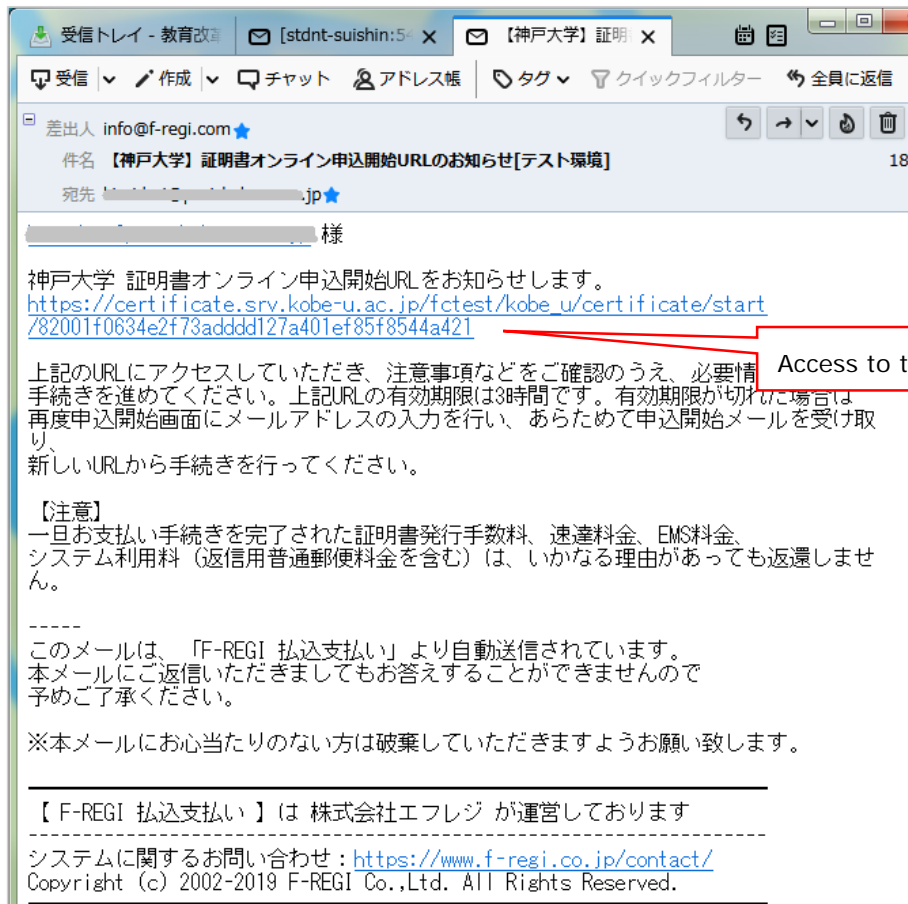 受信トレイ - 教育改革
[stdnt-suishin:5
【神戸大学】証明
受信 作成 チャット アドレス帳 タグ クイックフィルター 全員に返信
差出人 info@f-regi.com
件名 【神戸大学】証明書オンライン申込開始URLのお知らせ[テスト環境] 18
宛先 .jp
様
神戸大学 証明書オンライン申込開始URLをお知らせします。
https://certificate.srv.kobe-u.ac.jp/fctest/kobe_u/certificate/start
/82001f0634e2f73adddd127a401ef85f8544a421
Access to t
上記のURLにアクセスしていただき、注意事項などをご確認のうえ、必要情
手続きを進めてください。上記URLの有効期限は3時間です。有効期限が切れた場合は
再度申込開始画面にメールアドレスの入力を行い、あらためて申込開始メールを受け取
り、
新しいURLから手続きを行ってください。
【注意】
一旦お支払い手続きを完了された証明書発行手数料、速達料金、EMS料金、
システム利用料（返信用普通郵便料金を含む）は、いかなる理由があっても返還しませ
ん。
-----
このメールは、「F-REGI 払込支払い」より自動送信されています。
本メールにご返信いただきましてもお答えすることができませんので
予めご了承ください。
※本メールにお心当たりのない方は破棄していただきますようお願い致します。
【 F-REGI 払込支払い 】は 株式会社エフレジ が運営しております
--------------------------------------------------------------------
システムに関するお問い合わせ：https://www.f-regi.co.jp/contact/
Copyright (c) 2002-2019 F-REGI Co.,Ltd. All Rights Reserved.